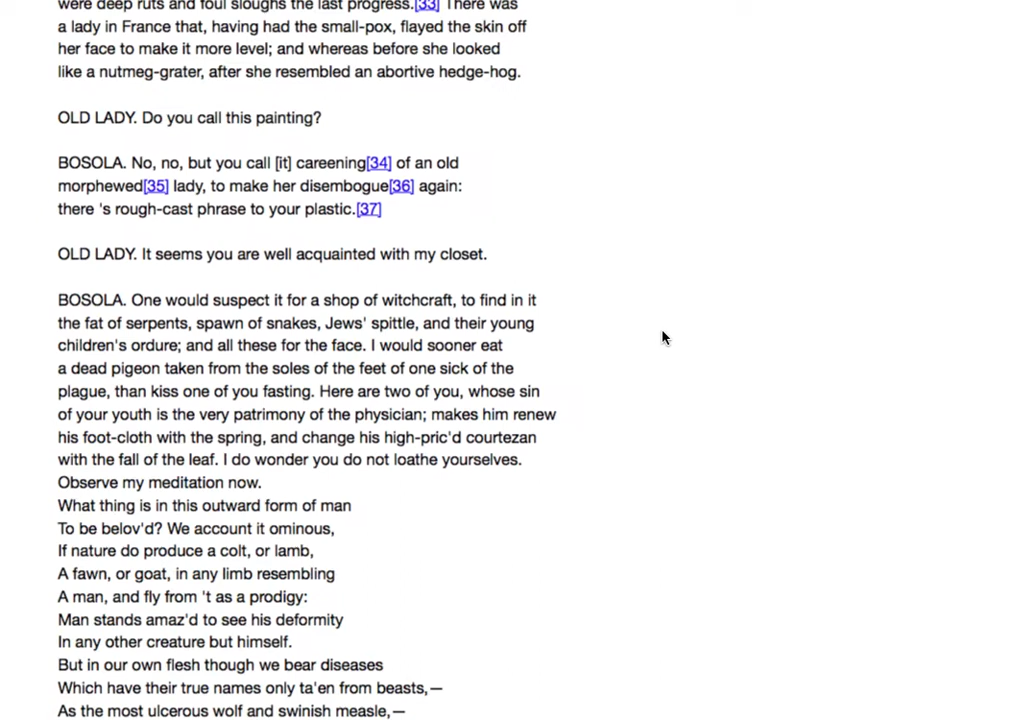 were deep ruts and foul sloughs the last progress.[33] There was
a lady in France that, having had the small-pox, flayed the skin off
her face to make it more level; and whereas before she looked
like a nutmeg-grater, after she resembled an abortive hedge-hog.
OLD LADY. Do you call this painting?
BOSOLA. No, no, but you call [it] careening[34] of an old
morphewed[35] lady, to make her disembogue[36] again:
there 's rough-cast phrase to your plastic.[37]
OLD LADY. It seems you are well acquainted with my closet.
BOSOLA. One would suspect it for a shop of witchcraft, to find in it
the fat of serpents, spawn of snakes, Jews' spittle, and their young
children's ordure; and all these for the face. I would sooner eat
a dead pigeon taken from the soles of the feet of one sick of the
plague, than kiss one of you fasting. Here are two of you, whose sin
of your youth is the very patrimony of the physician; makes him renew
his foot-cloth with the spring, and change his high-pric'd courtezan
with the fall of the leaf. I do wonder you do not loathe yourselves.
Observe my meditation now.
What thing is in this outward form of man
To be belov'd? We account it ominous,
If nature do produce a colt, or lamb,
A fawn, or goat, in any limb resembling
A man, and fly from 't as a prodigy:
Man stands amaz'd to see his deformity
In any other creature but himself.
But in our own flesh though we bear diseases
Which have their true names only ta'en from beasts,—
As the most ulcerous wolf and swinish measle,—